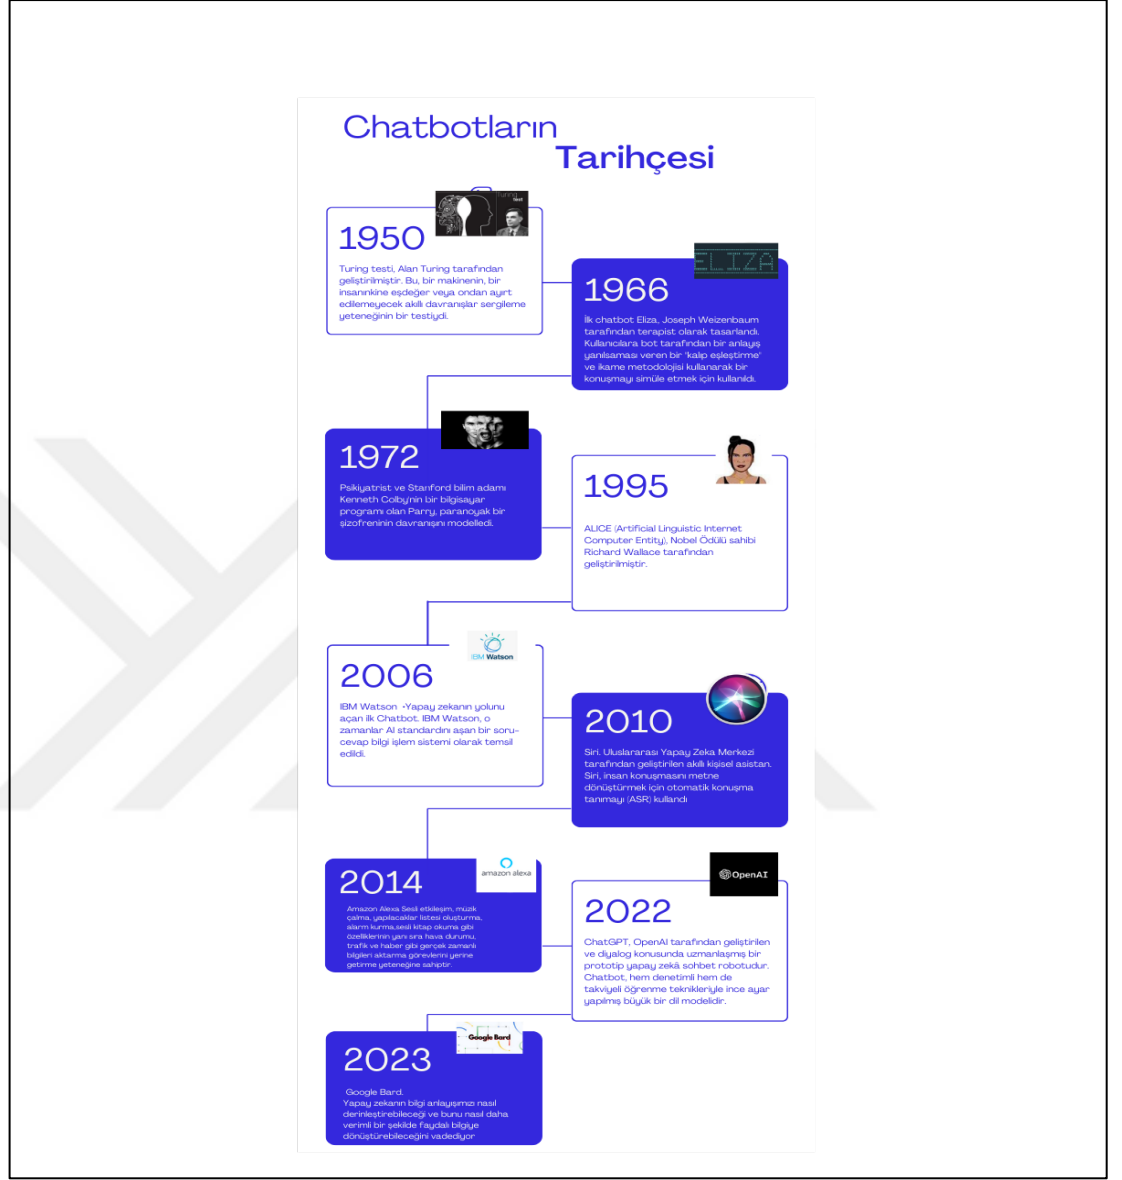 Chatbotların
Tarihçesi
Turing
test
1950
Turing testi, Alan Turing tarafından
geliştirilmiştir. Bu, bir makinenin, bir
insanınkine eşdeğer veya ondan ayırt
edilemeyecek akıllı davranışlar sergileme
yeteneğinin bir testiydi.
ELIZA
1966
İlk chatbot Eliza, Joseph Weizenbaum
tarafından terapist olarak tasarlandı.
Kullanıcılara bot tarafından bir anlayış
yanılsaması veren bir "kalıp eşleştirme"
ve ikame metodolojisi kullanarak bir
konuşmayı simüle etmek için kullanıldı.
1972
Psikiyatrist ve Stanford bilim adamı
Kenneth Colby'nin bir bilgisayar
programı olan Parry, paranoyak bir
şizofreninin davranışını modelledi.
1995
ALICE (Artificial Linguistic Internet
Computer Entity), Nobel Ödülü sahibi
Richard Wallace tarafından
geliştirilmiştir.
IBM Watson
2006
IBM Watson •Yapay zekanın yolunu
açan ilk Chatbot. IBM Watson, o
zamanlar AI standardını aşan bir soru-
cevap bilgi işlem sistemi olarak temsil
edildi.
2010
Siri. Uluslararası Yapay Zeka Merkezi
tarafından geliştirilen akıllı kişisel asistan.
Siri, insan konuşmasını metne
dönüştürmek için otomatik konuşma
tanımayı (ASR) kullandı
amazon alexa
2014
Amazon Alexa Sesli etkileşim, müzik
çalma, yapılacaklar listesi oluşturma,
alarm kurma,sesli kitap okuma gibi
özelliklerinin yanı sıra hava durumu,
trafik ve haber gibi gerçek zamanlı
bilgileri aktarma görevlerini yerine
getirme yeteneğine sahiptir.
OpenAI
2022
ChatGPT, OpenAI tarafından geliştirilen
ve diyalog konusunda uzmanlaşmış bir
prototip yapay zekâ sohbet robotudur.
Chatbot, hem denetimli hem de
takviyeli öğrenme teknikleriyle ince ayar
yapılmış büyük bir dil modelidir.
Google Bard
2023
Google Bard.
Yapay zekanın bilgi anlayışımızı nasıl
derinleştirebileceği ve bunu nasıl daha
verimli bir şekilde faydalı bilgiye
dönüştürebileceğini vadediyor